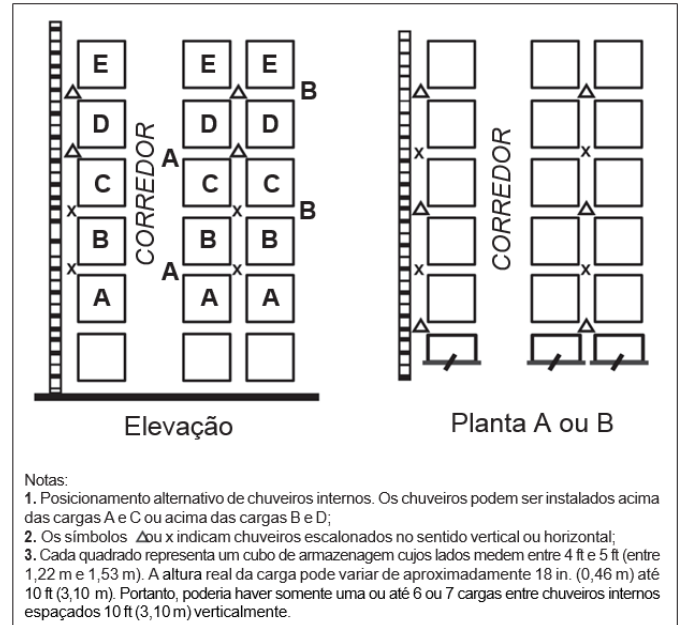 E E E
B
D D D
A
CORREDOR
C C C
B
B B B
A
A A A
x x
x x
Elevação
CORREDOR
x x
x x
Planta A ou B
Notas:
1. Posicionamento alternativo de chuveiros internos. Os chuveiros podem ser instalados acima
das cargas A e C ou acima das cargas B e D;
2. Os símbolos Δou x indicam chuveiros escalonados no sentido vertical ou horizontal;
3. Cada quadrado representa um cubo de armazenagem cujos lados medem entre 4 ft e 5 ft (entre
1,22 m e 1,53 m). A altura real da carga pode variar de aproximadamente 18 in. (0,46 m) até
10 ft (3,10 m). Portanto, poderia haver somente uma ou até 6 ou 7 cargas entre chuveiros internos
espaçados 10 ft (3,10 m) verticalmente.